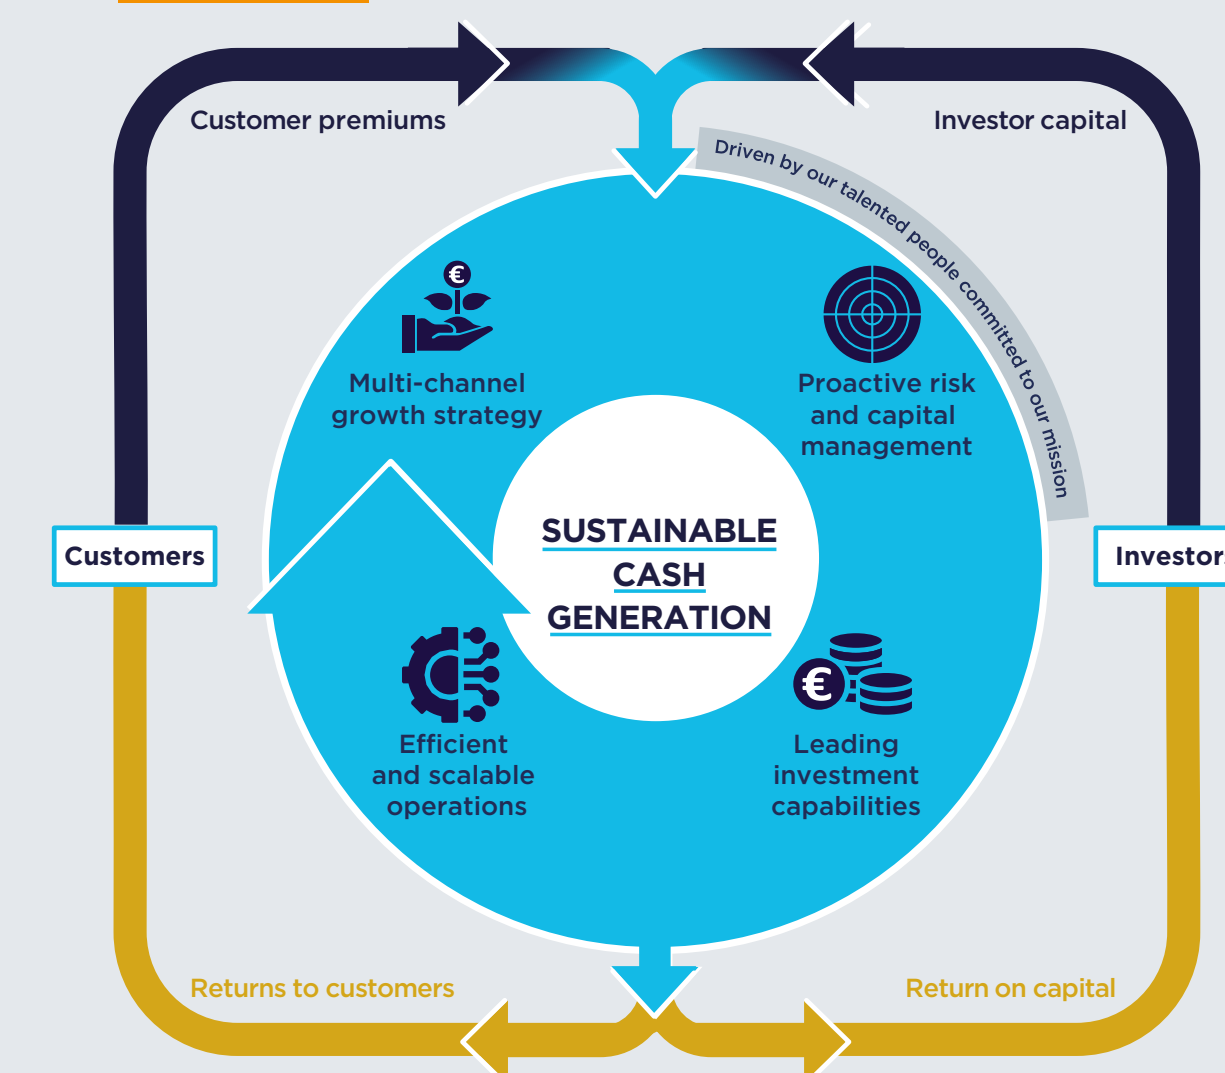 Customer premiums
Investor capital
Driven by our talented people committed to our mission
€
Multi-channel
growth strategy
Proactive risk
and capital
management
Customers
SUSTAINABLE
CASH
GENERATION
Investors
€
Efficient
and scalable
operations
Leading
investment
capabilities
Returns to customers
Return on capital